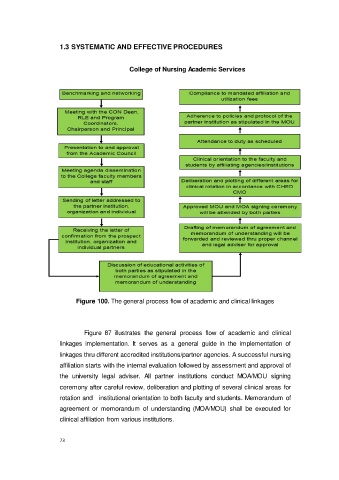 1.3 SYSTEMATIC AND EFFECTIVE PROCEDURES
College of Nursing Academic Services
Benchmarking and networking
Meeting with the CON Dean,
RLE and Program
Coordinators,
Chairperson and Principal
Presentation to and approval
from the Academic Council
Meeting agenda dissemination
to the College faculty members
and staff
Sending of letter addressed to
the partner institution,
organization and individual
Receiving the letter of
confirmation from the prospect
institution, organization and
individual partners
Discussion of educational activities of
both parties as stipulated in the
memorandum of agreement and
memorandum of understanding
Drafting of memorandum of agreement and
memorandum of understanding will be
forwarded and reviewed thru proper channel
and legal adviser for approval
Approved MOU and MOA signing ceremony
will be attended by both parties
Deliberation and plotting of different areas for
clinical rotation in accordance with CHED
CMO
Clinical orientation to the faculty and
students by affiliating agencies/institutions
Attendance to duty as scheduled
Adherence to policies and protocol of the
partner institution as stipulated in the MOU
Compliance to mandated affiliation and
utilization fees
Figure 100. The general process flow of academic and clinical linkages
Figure 87 illustrates the general process flow of academic and clinical
linkages implementation. It serves as a general guide in the implementation of
linkages thru different accredited institutions/partner agencies. A successful nursing
affiliation starts with the internal evaluation followed by assessment and approval of
the university legal adviser. All partner institutions conduct MOA/MOU signing
ceremony after careful review, deliberation and plotting of several clinical areas for
rotation and institutional orientation to both faculty and students. Memorandum of
agreement or memorandum of understanding (MOA/MOU) shall be executed for
clinical affiliation from various institutions.
73